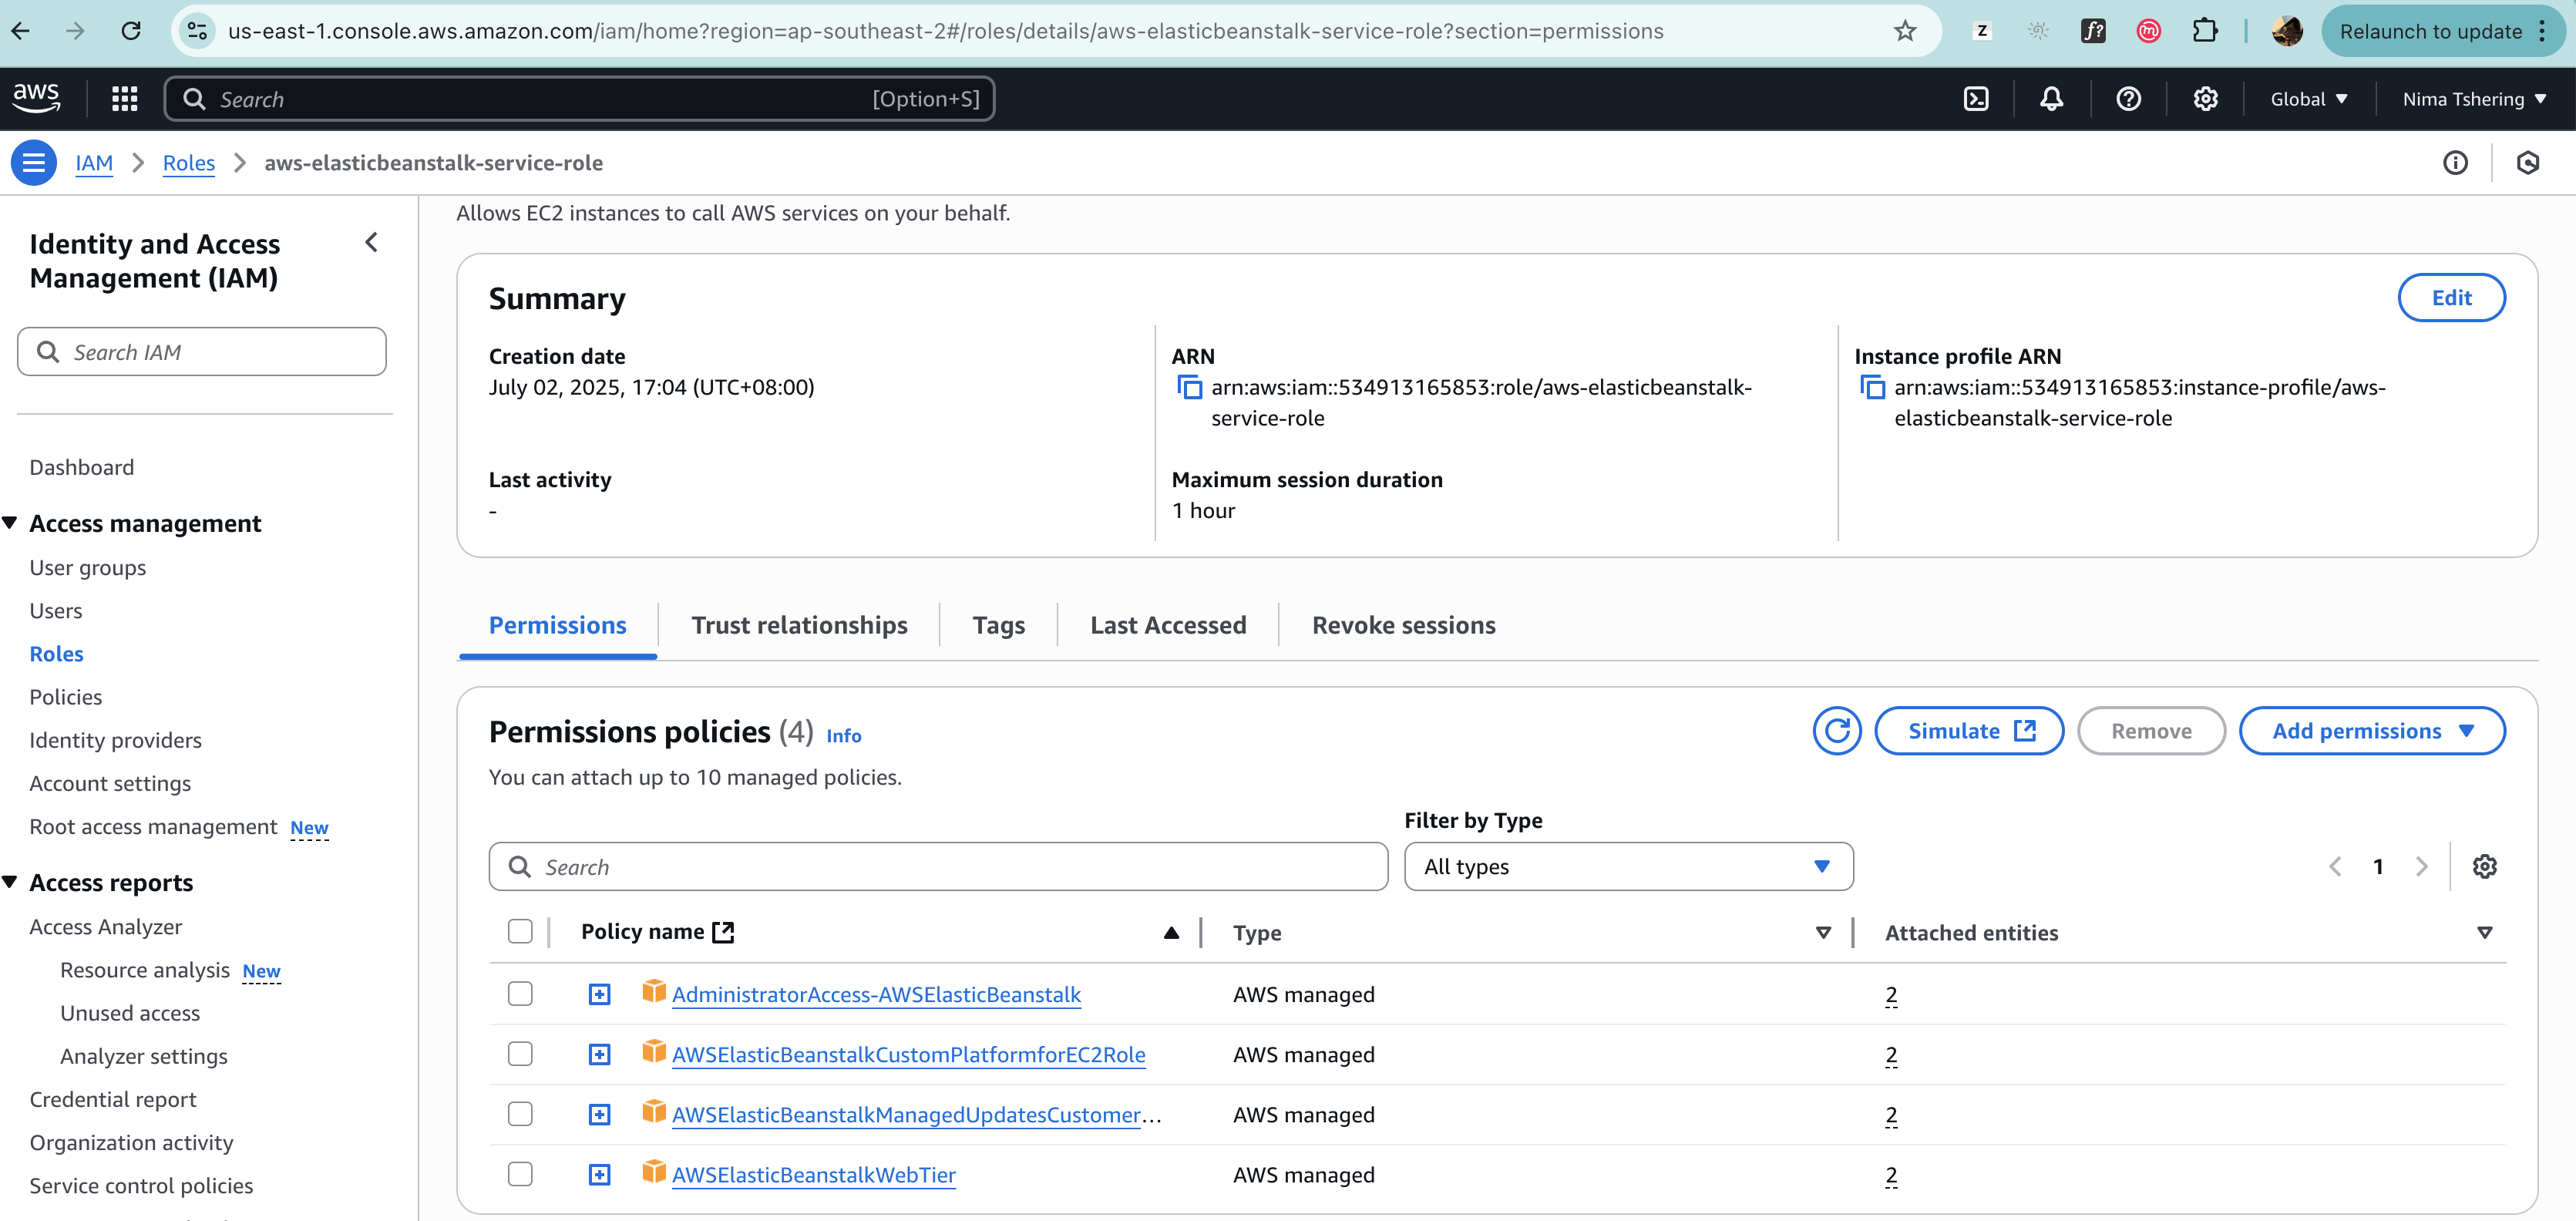 us-east-1.console.aws.amazon.com/iam/home?region=ap-southeast-2#/roles/details/aws-elasticbeanstalk-service-role?section=permissions
Z
f?
m
Relaunch to update
aws
Search
[Option+S]
Global
Nima Tshering
IAM
Roles
aws-elasticbeanstalk-service-role
Identity and Access
Management (IAM)
Search IAM
Dashboard
Access management
User groups
Users
Roles
Policies
Identity providers
Account settings
Root access management New
Access reports
Access Analyzer
Resource analysis New
Unused access
Analyzer settings
Credential report
Organization activity
Service control policies
Allows EC2 instances to call AWS services on your behalf.
Summary
Edit
Creation date
July 02, 2025, 17:04 (UTC+08:00)
ARN
arn:aws:iam::534913165853:role/aws-elasticbeanstalk-
service-role
Instance profile ARN
arn:aws:iam::534913165853:instance-profile/aws-
elasticbeanstalk-service-role
Last activity
-
Maximum session duration
1 hour
Permissions
Trust relationships
Tags
Last Accessed
Revoke sessions
Permissions policies (4) Info
Simulate
Remove
Add permissions
You can attach up to 10 managed policies.
Filter by Type
Search
All types
1
Policy name
Type
Attached entities
AdministratorAccess-AWSElasticBeanstalk
AWS managed
2
AWSElasticBeanstalkCustomPlatformforEC2Role
AWS managed
2
AWSElasticBeanstalkManagedUpdatesCustomer...
AWS managed
2
AWSElasticBeanstalkWebTier
AWS managed
2